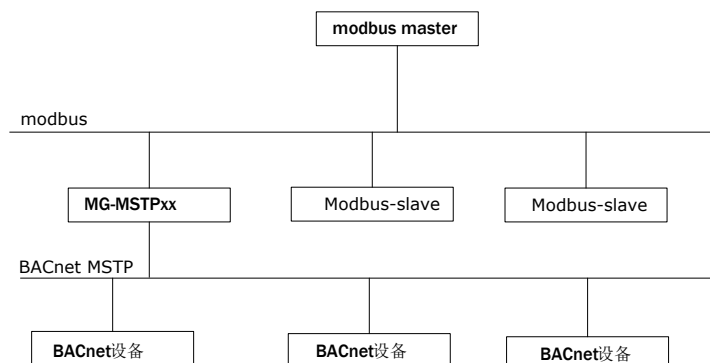 modbus master
modbus
MG-MSTPxx
Modbus-slave
Modbus-slave
BACnet MSTP
BACnet设备
BACnet设备
BACnet设备